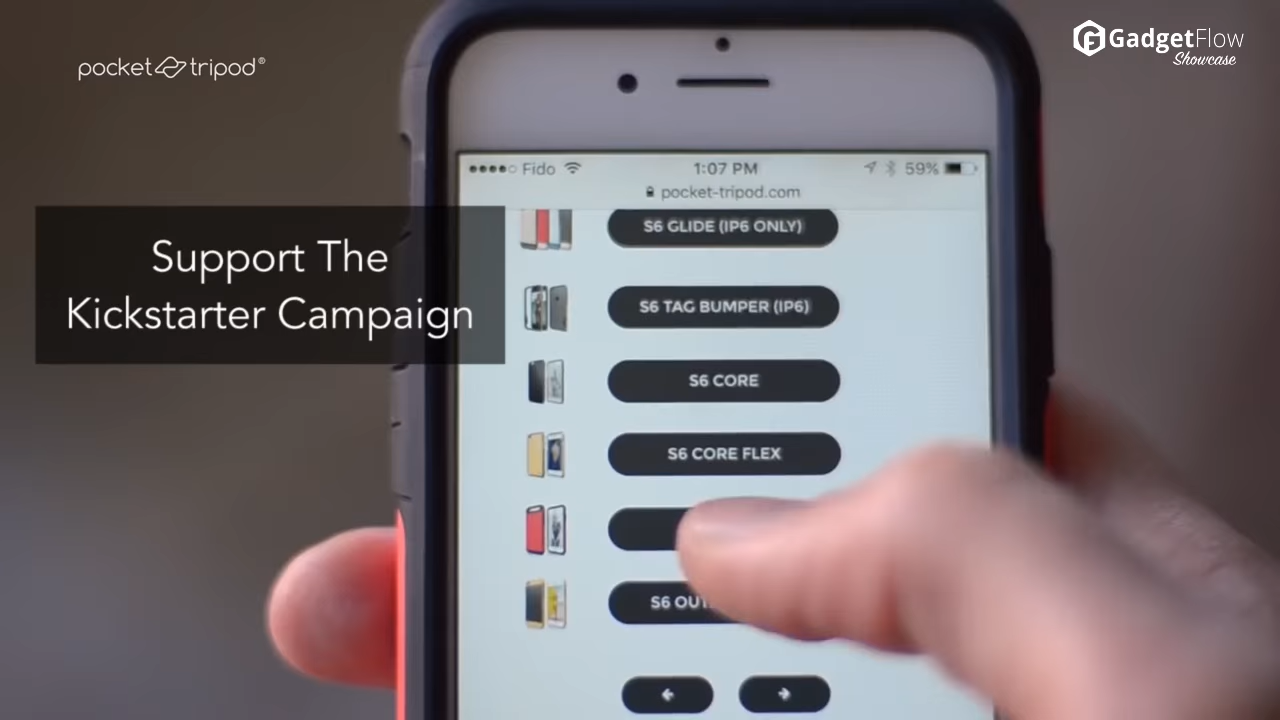 pocket tripod®
GadgetFlow
Showcase
Fido
1:07 PM
59%
pocket-tripod.com
Support The
Kickstarter Campaign
S6 GLIDE (IP6 ONLY)
S6 TAG BUMPER (IP6)
S6 CORE
S6 CORE FLEX
S6